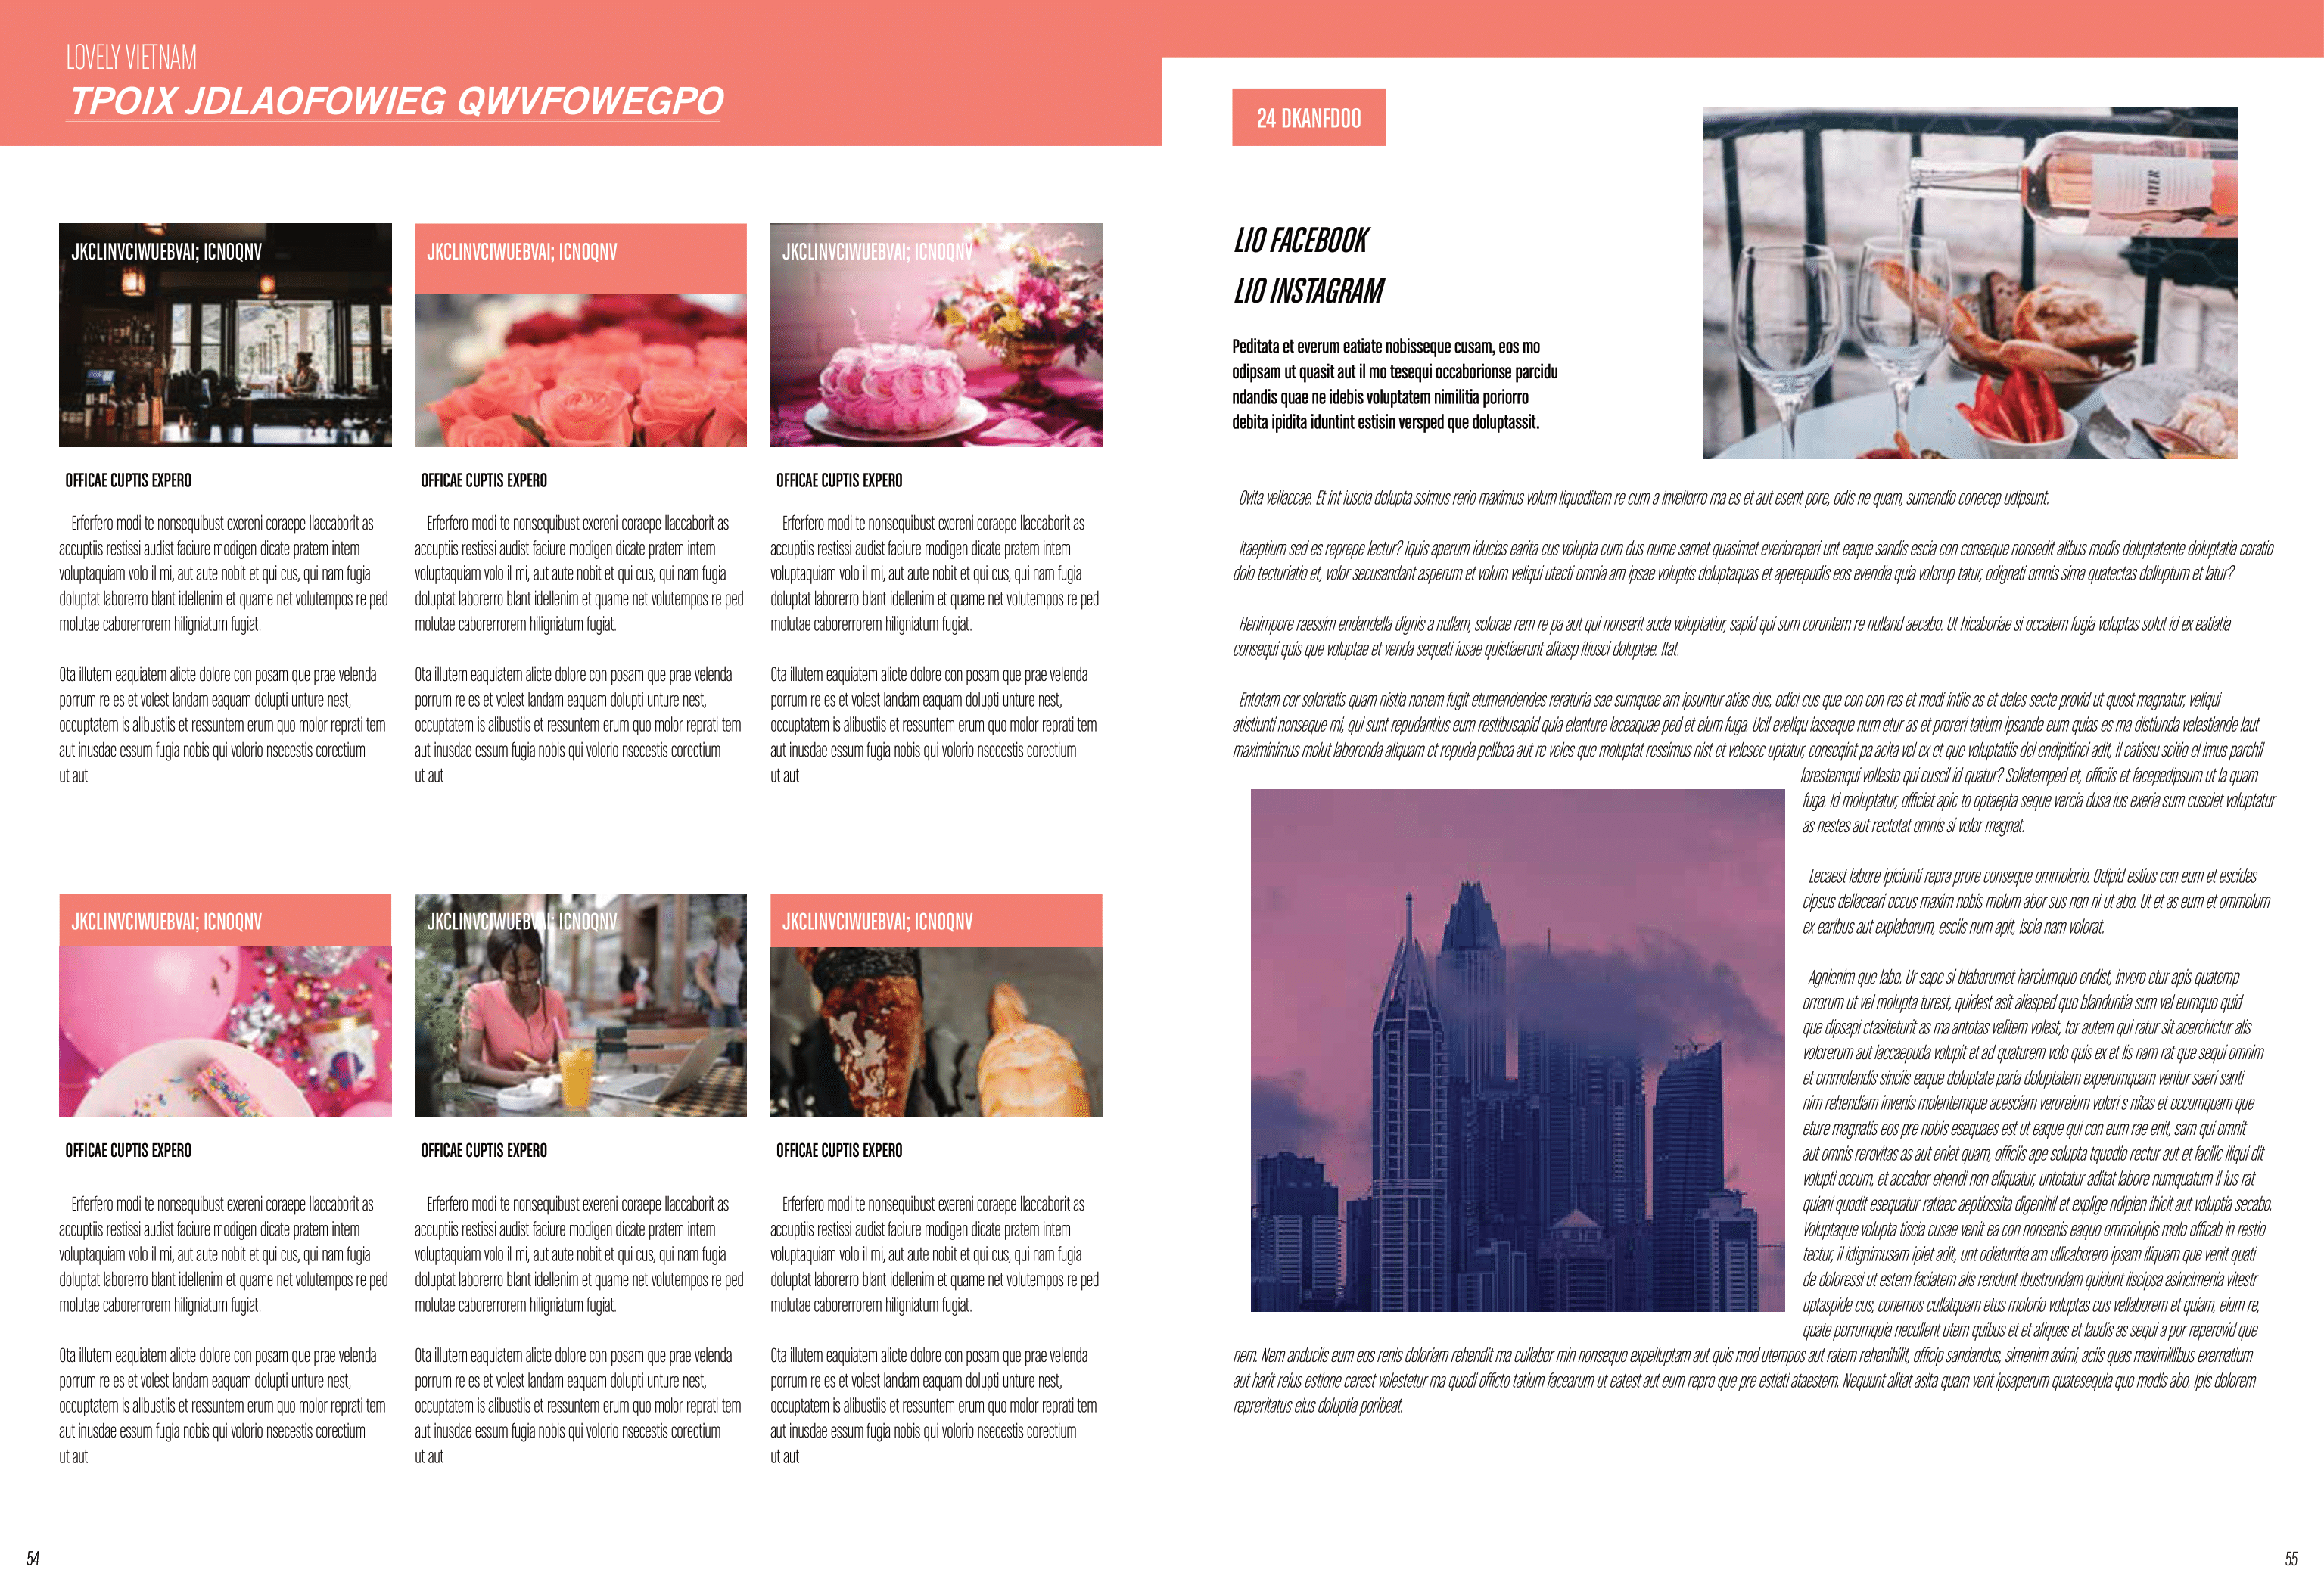 LOVELY VIETNAM
TPOIX JDLAOFOWIEG QWVFOWEGPO
JKCLINVCIWUEBVAI; ICNOQNV
OFFICAE CUPTIS EXPERO
Erferfero modi te nonsequibust exereni coraepe llaccaborit as
accuptiis restissi audist faciure modigen dicate pratem intem
voluptaquiam volo il mi, aut aute nobit et qui cus, qui nam fugia
doluptat laborerro blant idellenim et quame net volutempos re ped
molutae caborerrorem hiligniatum fugiat.
Ota illutem eaquiatem alicte dolore con posam que prae velenda
porrum re es et volest landam eaquam dolupti unture nest,
occuptatem is alibustiis et ressuntem erum quo molor reprati tem
aut inusdae essum fugia nobis qui volorio nsecestis corectium
ut aut
JKCLINVCIWUEBVAI; ICNOQNV
OFFICAE CUPTIS EXPERO
Erferfero modi te nonsequibust exereni coraepe llaccaborit as
accuptiis restissi audist faciure modigen dicate pratem intem
voluptaquiam volo il mi, aut aute nobit et qui cus, qui nam fugia
doluptat laborerro blant idellenim et quame net volutempos re ped
molutae caborerrorem hiligniatum fugiat.
Ota illutem eaquiatem alicte dolore con posam que prae velenda
porrum re es et volest landam eaquam dolupti unture nest,
occuptatem is alibustiis et ressuntem erum quo molor reprati tem
aut inusdae essum fugia nobis qui volorio nsecestis corectium
ut aut
JKCLINVCIWUEBVAI; ICNOQNV
OFFICAE CUPTIS EXPERO
Erferfero modi te nonsequibust exereni coraepe llaccaborit as
accuptiis restissi audist faciure modigen dicate pratem intem
voluptaquiam volo il mi, aut aute nobit et qui cus, qui nam fugia
doluptat laborerro blant idellenim et quame net volutempos re ped
molutae caborerrorem hiligniatum fugiat.
Ota illutem eaquiatem alicte dolore con posam que prae velenda
porrum re es et volest landam eaquam dolupti unture nest,
occuptatem is alibustiis et ressuntem erum quo molor reprati tem
aut inusdae essum fugia nobis qui volorio nsecestis corectium
ut aut
JKCLINVCIWUEBVAI; ICNOQNV
OFFICAE CUPTIS EXPERO
Erferfero modi te nonsequibust exereni coraepe llaccaborit as
accuptiis restissi audist faciure modigen dicate pratem intem
voluptaquiam volo il mi, aut aute nobit et qui cus, qui nam fugia
doluptat laborerro blant idellenim et quame net volutempos re ped
molutae caborerrorem hiligniatum fugiat.
Ota illutem eaquiatem alicte dolore con posam que prae velenda
porrum re es et volest landam eaquam dolupti unture nest,
occuptatem is alibustiis et ressuntem erum quo molor reprati tem
aut inusdae essum fugia nobis qui volorio nsecestis corectium
ut aut
JKCLINVCIWUEBVAI; ICNOQNV
OFFICAE CUPTIS EXPERO
Erferfero modi te nonsequibust exereni coraepe llaccaborit as
accuptiis restissi audist faciure modigen dicate pratem intem
voluptaquiam volo il mi, aut aute nobit et qui cus, qui nam fugia
doluptat laborerro blant idellenim et quame net volutempos re ped
molutae caborerrorem hiligniatum fugiat.
Ota illutem eaquiatem alicte dolore con posam que prae velenda
porrum re es et volest landam eaquam dolupti unture nest,
occuptatem is alibustiis et ressuntem erum quo molor reprati tem
aut inusdae essum fugia nobis qui volorio nsecestis corectium
ut aut
JKCLINVCIWUEBVAI; ICNOQNV
OFFICAE CUPTIS EXPERO
Erferfero modi te nonsequibust exereni coraepe llaccaborit as
accuptiis restissi audist faciure modigen dicate pratem intem
voluptaquiam volo il mi, aut aute nobit et qui cus, qui nam fugia
doluptat laborerro blant idellenim et quame net volutempos re ped
molutae caborerrorem hiligniatum fugiat.
Ota illutem eaquiatem alicte dolore con posam que prae velenda
porrum re es et volest landam eaquam dolupti unture nest,
occuptatem is alibustiis et ressuntem erum quo molor reprati tem
aut inusdae essum fugia nobis qui volorio nsecestis corectium
ut aut
54
24 DKANFDOO
WATER
LIO FACEBOOK
LIO INSTAGRAM
Peditata et everum eatiate nobisseque cusam, eos mo
odipsam ut quasit aut il mo tesequi occaborionse parcidu
ndandis quae ne idebis voluptatem nimilitia poriorro
debita ipidita iduntint estisin versped que doluptassit.
Ovita vellaccae. Et int iuscia dolupta ssimus rerio maximus volum liquoditem re cum a invellorro ma es et aut esent pore, odis ne quam, sumendio conecep udipsunt.
Itaeptium sed es reprepe lectur? Iquis aperum iducias earita cus volupta cum dus nume samet quasimet everioreperi unt eaque sandis escia con conseque nonsedit alibus modis doluptatente doluptatia coratio
dolo tecturiatio et, volor secusandant asperum et volum veliqui utecti omnia am ipsae voluptis doluptaquas et aperepudis eos evendia quia volorup tatur, odignati omnis sima quatectas dolluptum et latur?
Henimpore raessim endandella dignis a nullam, solorae rem re pa aut qui nonserit auda voluptatiur, sapid qui sum coruntem re nulland aecabo. Ut hicaboriae si occatem fugia voluptas solut id ex eatiatia
consequi quis que voluptae et venda sequati iusae quistiaerunt alitasp itiusci doluptae. Itat.
Entotam cor soloriatis quam nistia nonem fugit etumendendes reraturia sae sumquae am ipsuntur atias dus, odici cus que con con res et modi intiis as et deles secte provid ut quost magnatur, veliqui
atistiunti nonseque mi, qui sunt repudantius eum restibusapid quia elenture laceaquae ped et eium fuga. Ucil eveliqu iasseque num etur as et proreri tatium ipsande eum quias es ma distiunda velestiande laut
maximinimus molut laborenda aliquam et repuda pelibea aut re veles que moluptat ressimus nist et velesec uptatur, consegint pa acita vel ex et que voluptatiis del endipitinci adit, il eatissu scitio el imus parchil
lorestemqui vollesto qui cuscil id quatur? Sollatemped et, officiis et facepedipsum ut la quam
fuga. Id moluptatur, officiet apic to optaepta seque vercia dusa ius exeria sum cusciet voluptatur
as nestes aut rectotat omnis si volor magnat.
Lecaest labore ipiciunti repra prore conseque ommolorio. Odipid estius con eum et escides
cipsus dellaceari occus maxim nobis molum abor sus non ni ut abo. Ut et as eum et ommolum
ex earibus aut explaborum, esciis num apit, iscia nam volorat.
Agnienim que labo. Ur sape si blaborumet harciumquo endist, invero etur apis quatemp
orrorum ut vel molupta turest, quidest asit aliasped quo blanduntia sum vel eumquo quid
que dipsapi ctasiteturit as ma antotas velitem volest, tor autem qui ratur sit acerchictur alis
volorerum aut laccaepuda volupit et ad quaturem volo quis ex et lis nam rat que sequi omnim
et ommolendis sinciis eaque doluptate paria doluptatem experumquam ventur saeri santi
nim rehendiam invenis molentemque acesciam veroreium volori s nitas et occumquam que
eture magnatis eos pre nobis esequaes est ut eaque qui con eum rae enit, sam qui omnit
aut omnis rerovitas as aut eniet quam, officiis ape solupta tquodio rectur aut et facilic iliqui dit
volupti occum, et accabor ehendi non eliquatur, untotatur aditat labore numquatum il ius rat
quiani quodit esequatur ratiaec aeptiossita digenihil et explige ndipien ihicit aut voluptia secabo.
Voluptaque volupta tiscia cusae venit ea con nonsenis eaquo ommolupis molo officab in restio
tectur, il idignimusam ipiet adit, unt odiaturitia am ullicaborero ipsam iliquam que venit quati
de doloressi ut estem faciatem alis rendunt ibustrundam quidunt iiscipsa asincimenia vitestr
uptaspide cus, conemos cullatquam etus molorio voluptas cus vellaborem et quiam, eium re,
quate porrumquia necullent utem quibus et et aliquas et laudis as sequi a por reperovid que
nem. Nem anduciis eum eos renis doloriam rehendit ma cullabor min nonsequo expelluptam aut quis mod utempos aut ratem rehenihilit, officip sandandus, simenim aximi, aciis quas maximillibus exernatium
aut harit reius estione cerest volestetur ma quodi officto tatium facearum ut eatest aut eum repro que pre estiati ataestem. Nequnt alitat asita quam vent ipsaperum quatesequia quo modis abo. Ipis dolorem
repreritatus eius doluptia poribeat.
55